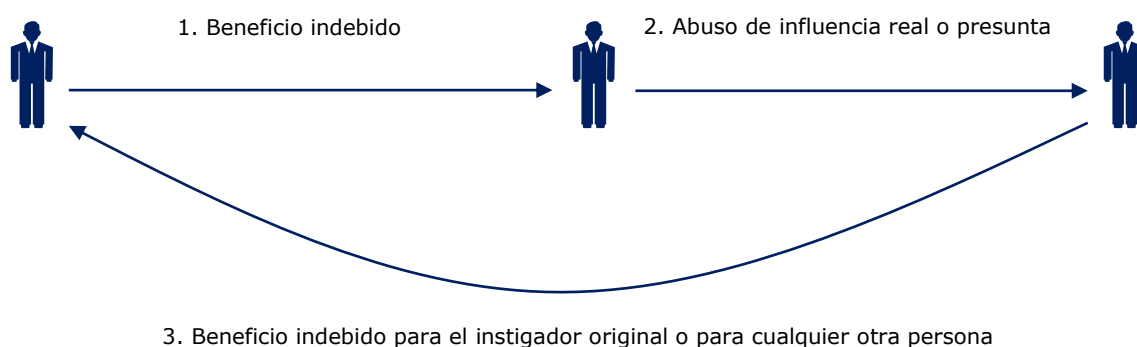 1. Beneficio indebido
2. Abuso de influencia real o presunta
3. Beneficio indebido para el instigador original o para cualquier otra persona